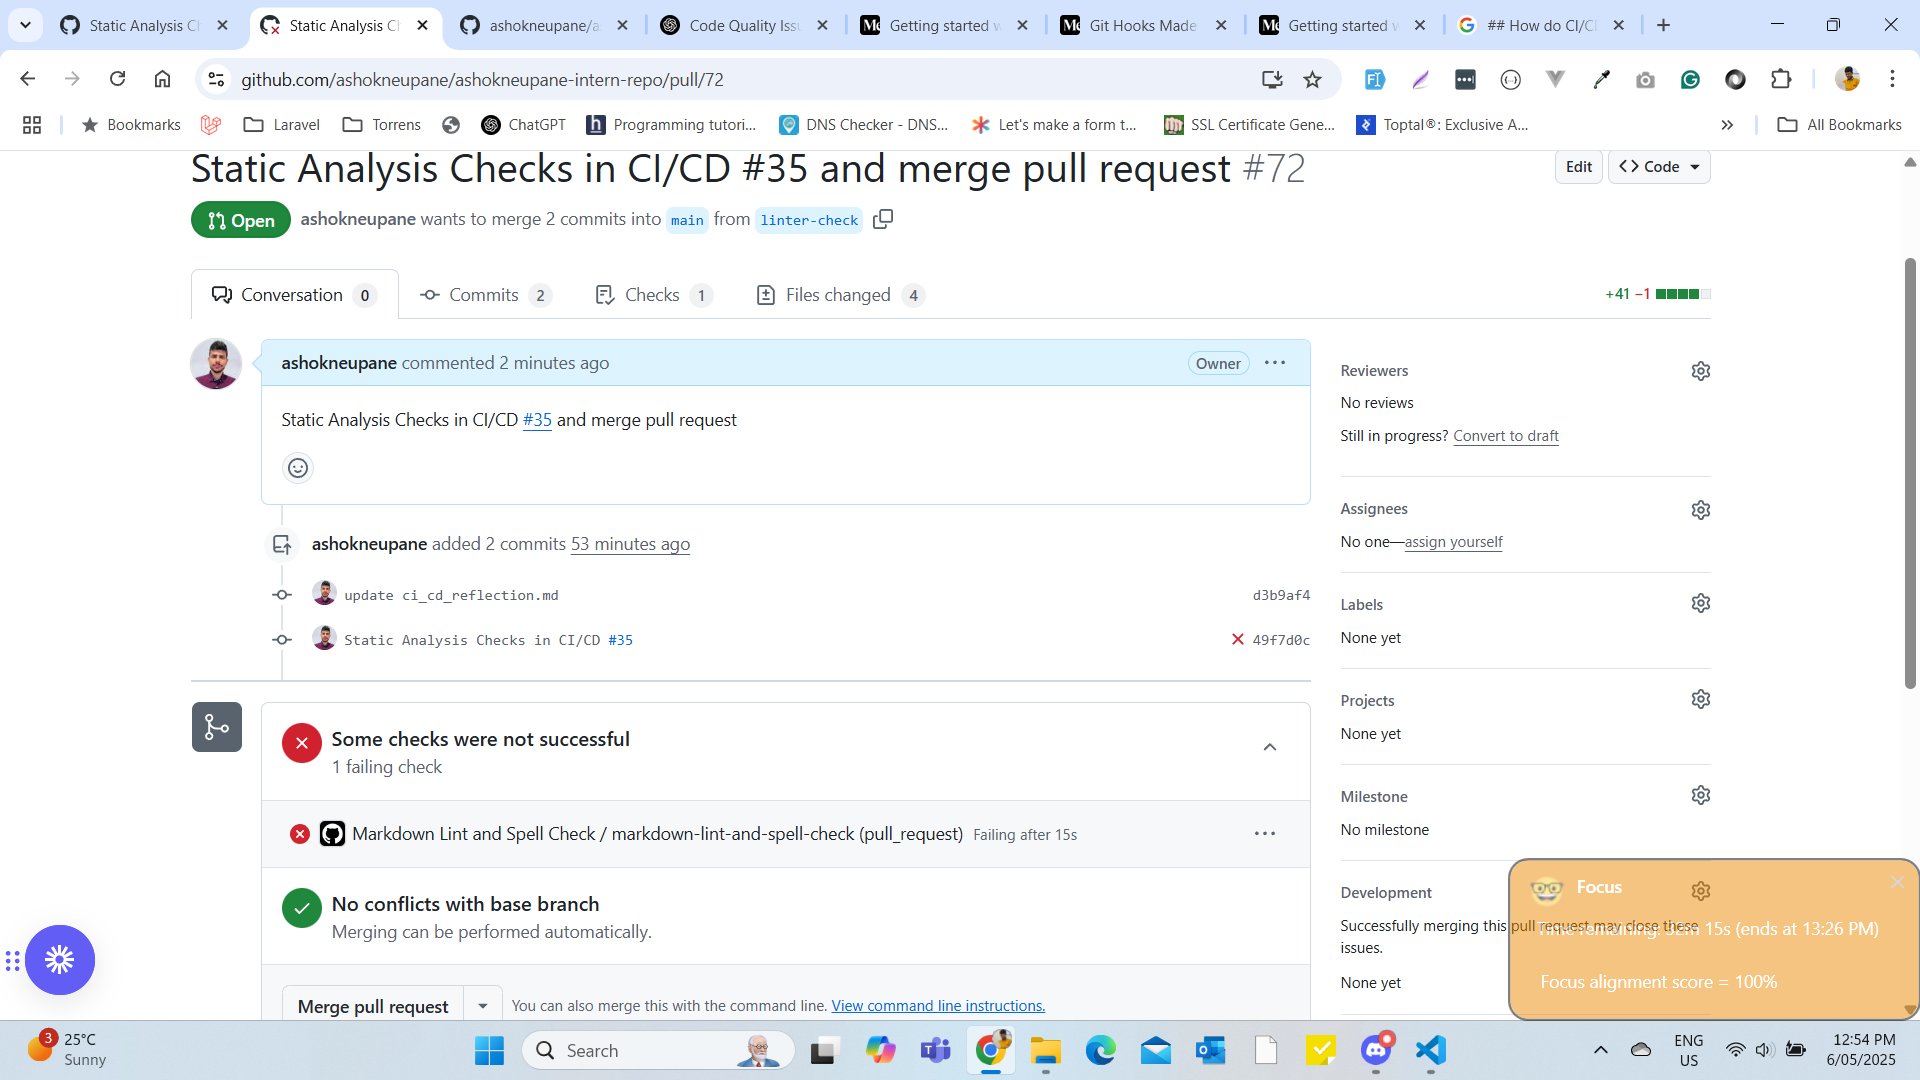 Static Analysis Ch
Static Analysis Ch
ashokneupane/a
Code Quality Issu
Getting started w
Git Hooks Made
Getting started w
## How do CI/CD
github.com/ashokneupane/ashokneupane-intern-repo/pull/72
Bookmarks
Laravel
Torrens
ChatGPT
Programming tutori...
DNS Checker - DNS...
Let's make a form t...
SSL Certificate Gene...
Toptal®: Exclusive A...
All Bookmarks
Static Analysis Checks in CI/CD #35 and merge pull request #72
Edit
Code
Open
ashokneupane wants to merge 2 commits into main from linter-check
Conversation 0
Commits 2
Checks 1
Files changed 4
+41 −1
ashokneupane commented 2 minutes ago
Owner
Static Analysis Checks in CI/CD #35 and merge pull request
ashokneupane added 2 commits 53 minutes ago
update ci_cd_reflection.md
d3b9af4
Static Analysis Checks in CI/CD #35
49f7d0c
Some checks were not successful
1 failing check
Markdown Lint and Spell Check / markdown-lint-and-spell-check (pull_request) Failing after 15s
No conflicts with base branch
Merging can be performed automatically.
Merge pull request
You can also merge this with the command line. View command line instructions.
Reviewers
No reviews
Still in progress? Convert to draft
Assignees
No one—assign yourself
Labels
None yet
Projects
None yet
Milestone
No milestone
Development
Successfully merging this pull request may close these
issues.
None yet
Focus
Time remaining: 32m 15s (ends at 13:26 PM)
Focus alignment score = 100%
3
25°C
Sunny
Search
ENG
US
12:54 PM
6/05/2025